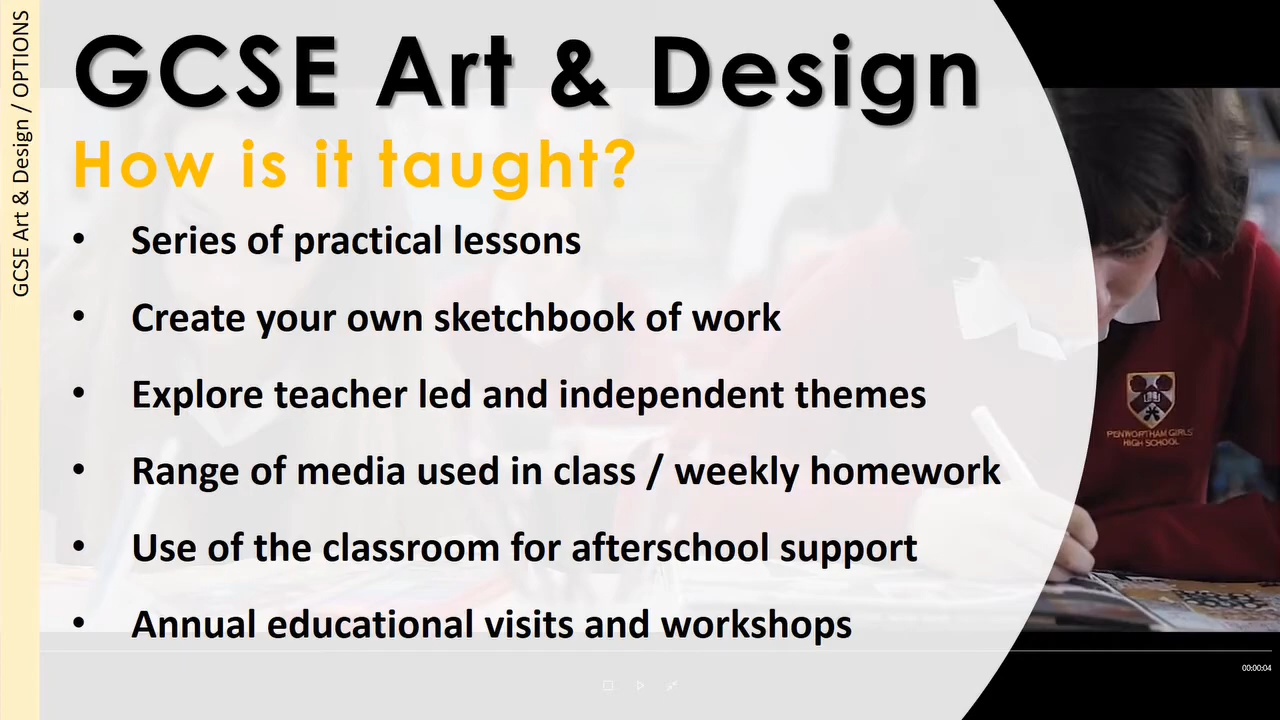 GCSE Art & Design / OPTIONS
GCSE Art & Design
How is it taught?
• Series of practical lessons
• Create your own sketchbook of work
• Explore teacher led and independent themes
• Range of media used in class / weekly homework
• Use of the classroom for afterschool support
• Annual educational visits and workshops
PENWORTHAM GIRLS'
HIGH SCHOOL
00:00:04